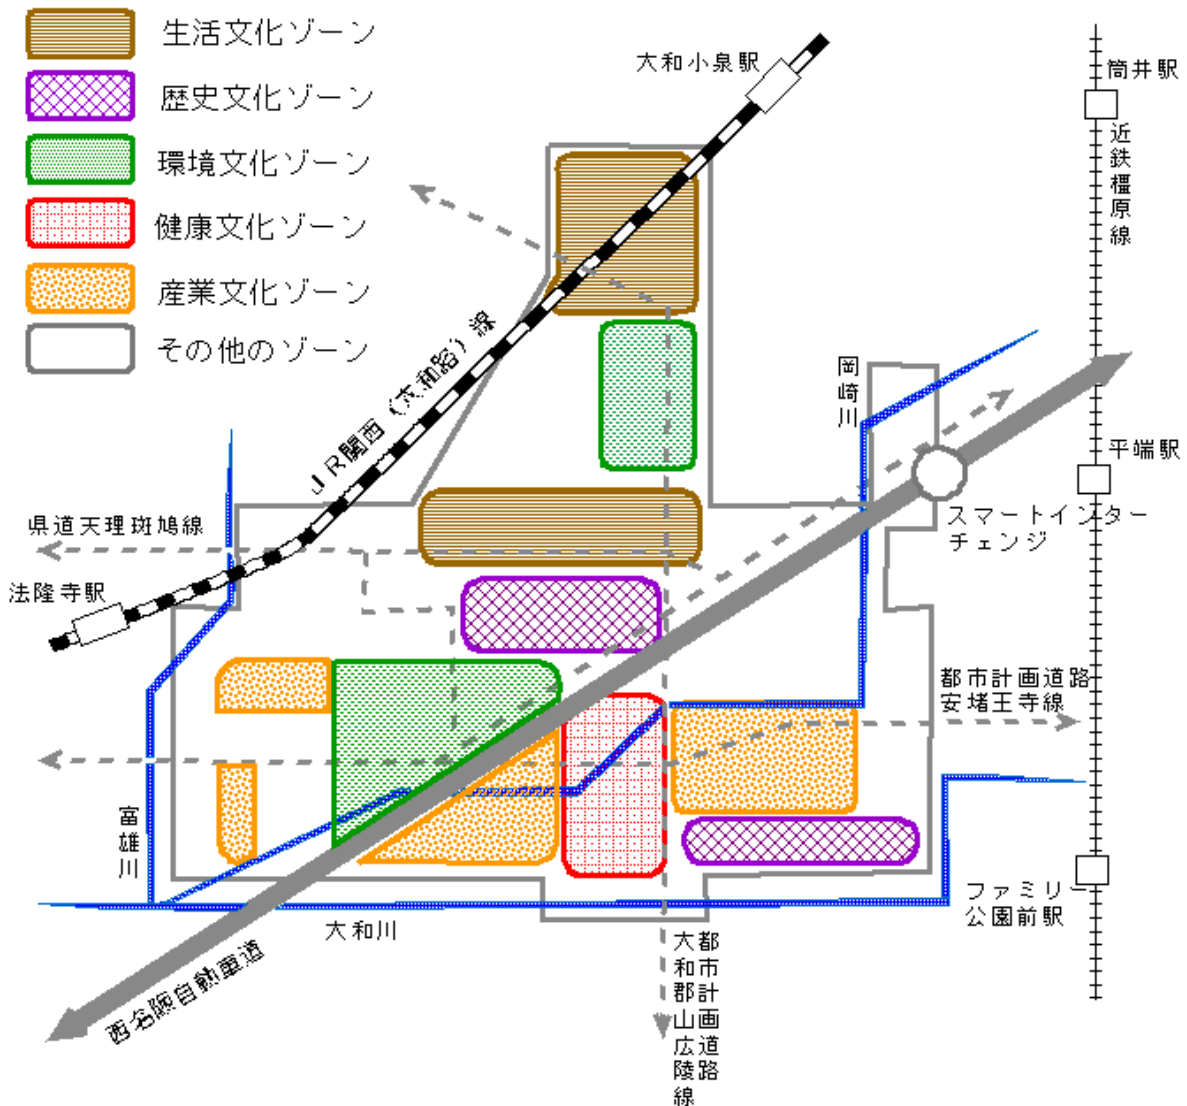 生活文化ゾーン
歴史文化ゾーン
環境文化ゾーン
健康文化ゾーン
産業文化ゾーン
その他のゾーン
大和小泉駅
筒井駅
近鉄橿原線
JR関西(大和路)線
岡崎川
平端駅
スマートインター
チェンジ
県道天理斑鳩線
法隆寺駅
都市計画道路
安堵王寺線
富雄川
大和川
ファミリー
公園前駅
西名阪自動車道
都市計画道路
大和郡山広陵線